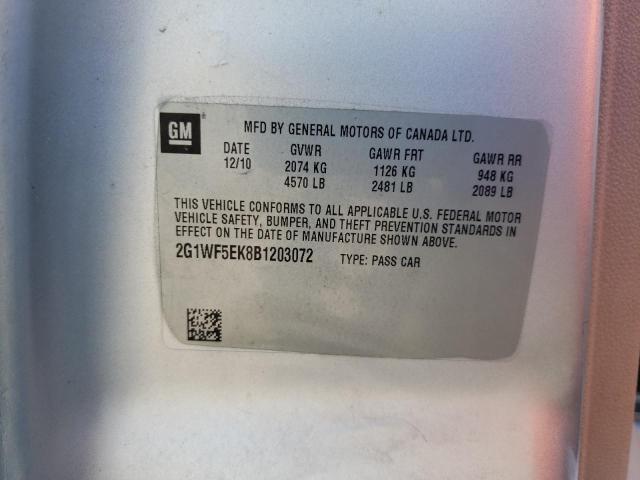 GM
MFD BY GENERAL MOTORS OF CANADA LTD.
DATE GVWR GAWR FRT GAWR RR
12/10 2074 KG 1126 KG 948 KG
4570 LB 2481 LB 2089 LB
THIS VEHICLE CONFORMS TO ALL APPLICABLE U.S. FEDERAL MOTOR
VEHICLE SAFETY, BUMPER, AND THEFT PREVENTION STANDARDS IN
EFFECT ON THE DATE OF MANUFACTURE SHOWN ABOVE.
2G1WF5EK8B1203072 TYPE: PASS CAR